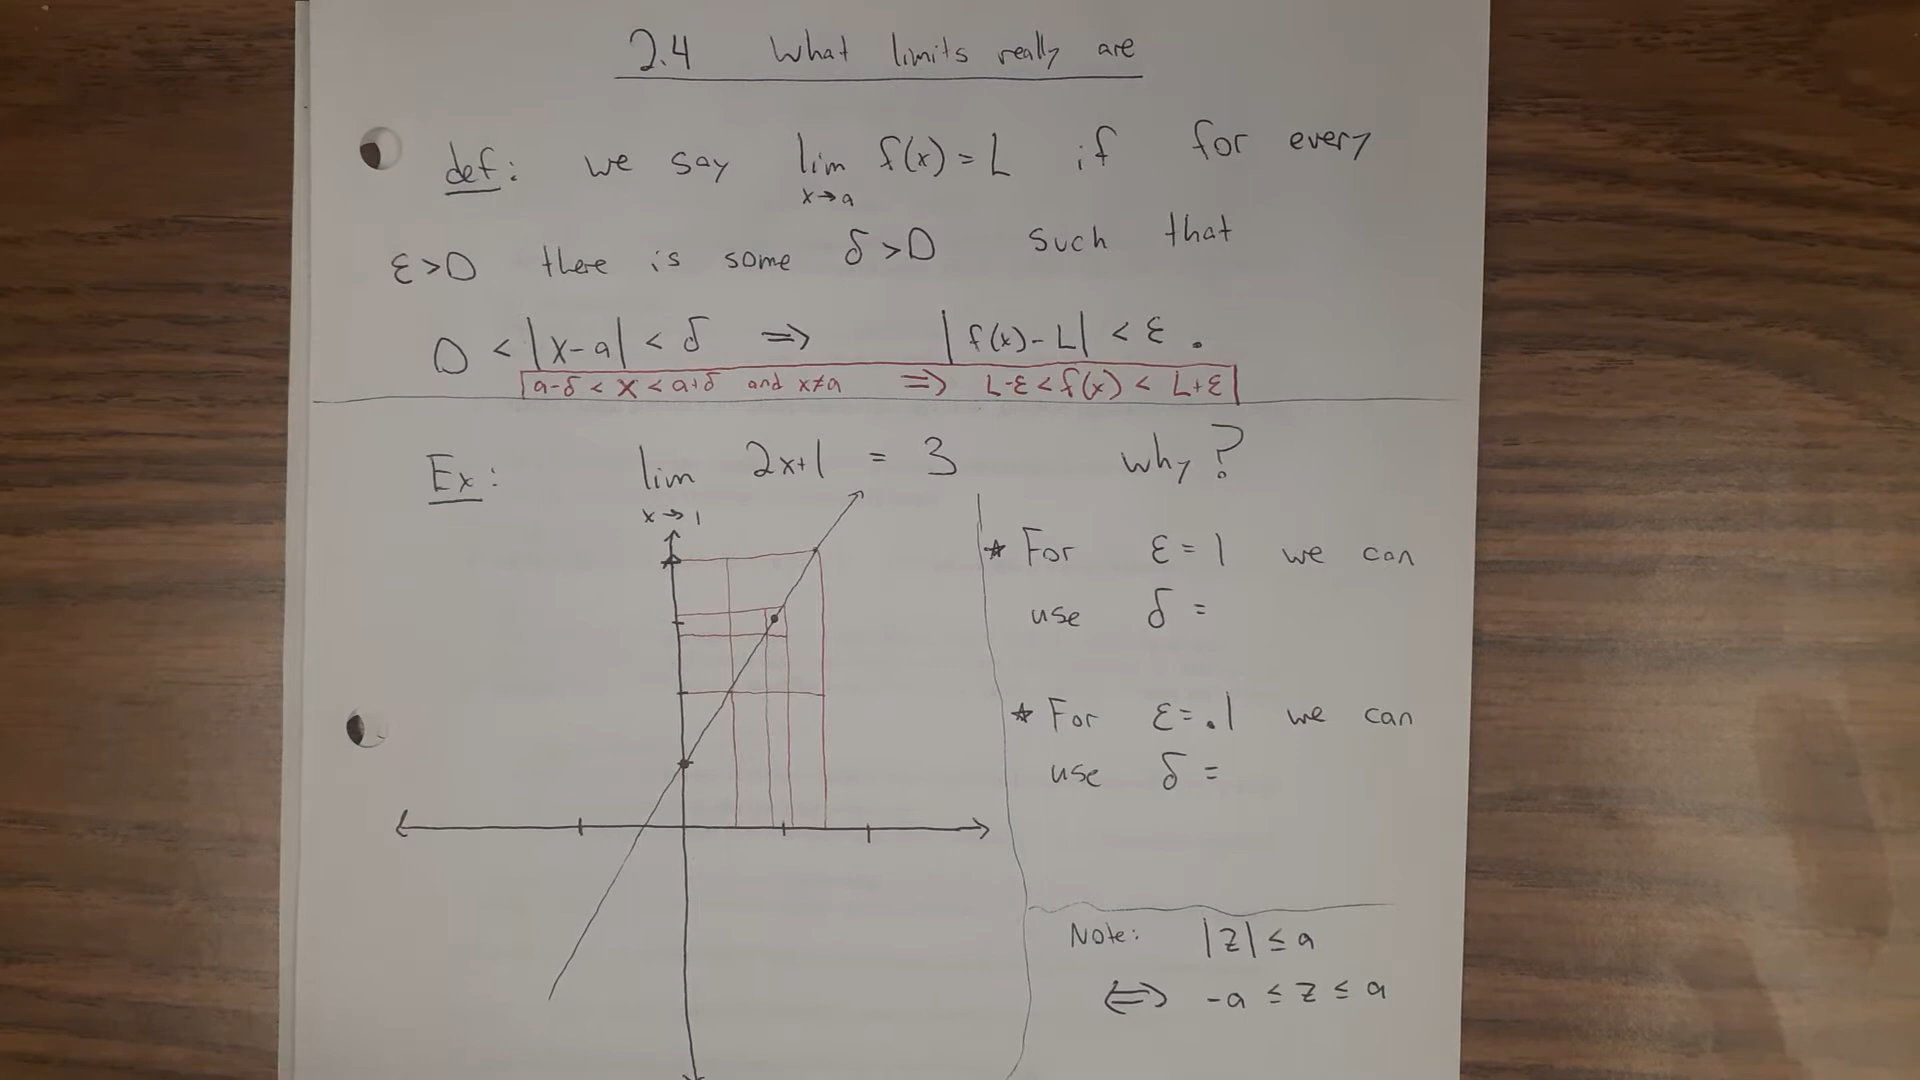 2.4 What limits really are
def: we say lim x→a f(x) = L if for every
ε>0 there is some δ>0 such that
0 < |x-a| < δ ⇒ |f(x)-L| < ε.
a-δ < x < a+δ and x≠a ⇒ L-ε < f(x) < L+ε
Ex: lim x→1 2x+1 = 3 why?
* For ε = 1 we can
use δ =
* For ε = .1 we can
use δ =
Note: |z| ≤ a
⇔ -a ≤ z ≤ a